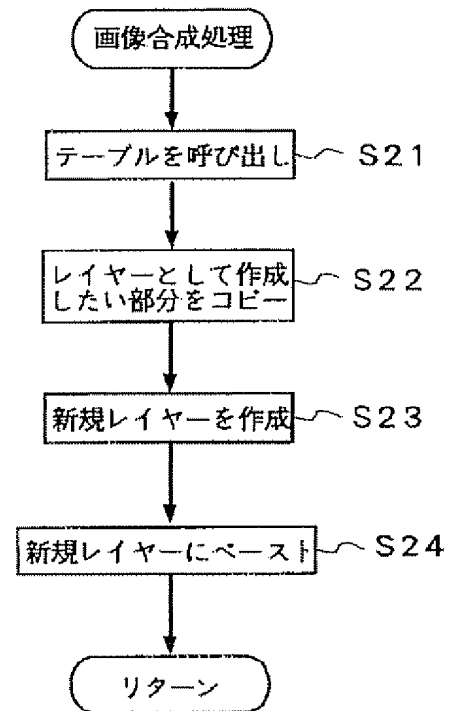 画像合成処理
テーブルを呼び出し
S21
レイヤーとして作成
したい部分をコピー
S22
新規レイヤーを作成
S23
新規レイヤーにペースト
S24
リターン